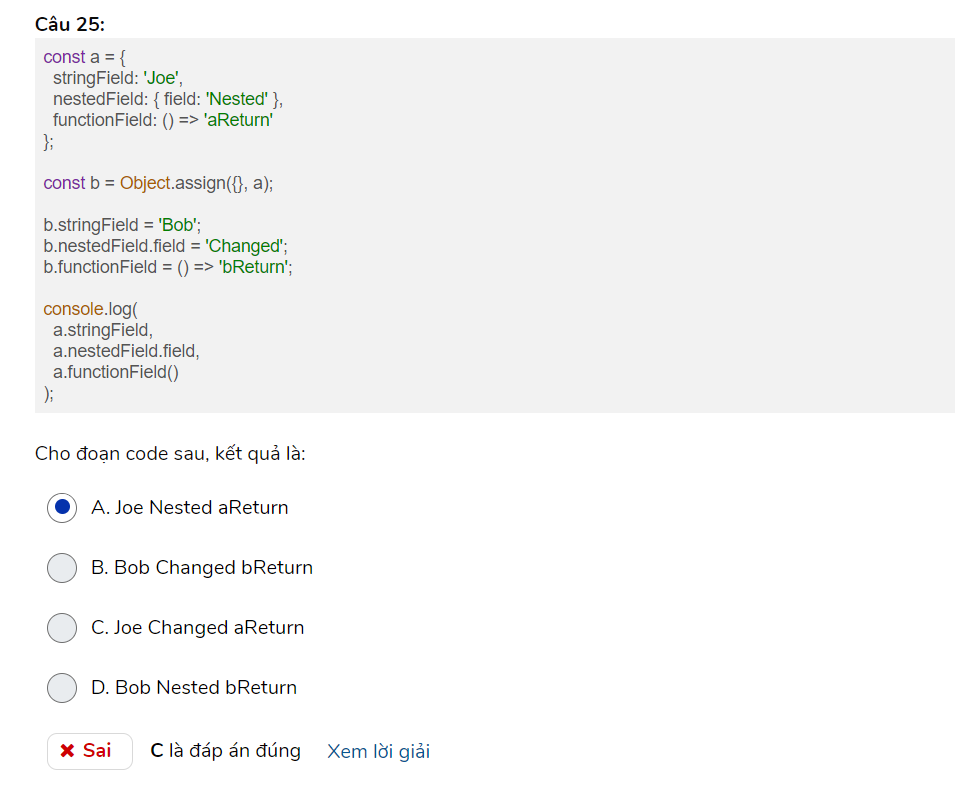 Câu 25:
const a = {
  stringField: 'Joe',
  nestedField: { field: 'Nested' },
  functionField: () => 'aReturn'
};

const b = Object.assign({}, a);

b.stringField = 'Bob';
b.nestedField.field = 'Changed';
b.functionField = () => 'bReturn';

console.log(
  a.stringField,
  a.nestedField.field,
  a.functionField()
);
Cho đoạn code sau, kết quả là:
A. Joe Nested aReturn
B. Bob Changed bReturn
C. Joe Changed aReturn
D. Bob Nested bReturn
✖ Sai C là đáp án đúng Xem lời giải